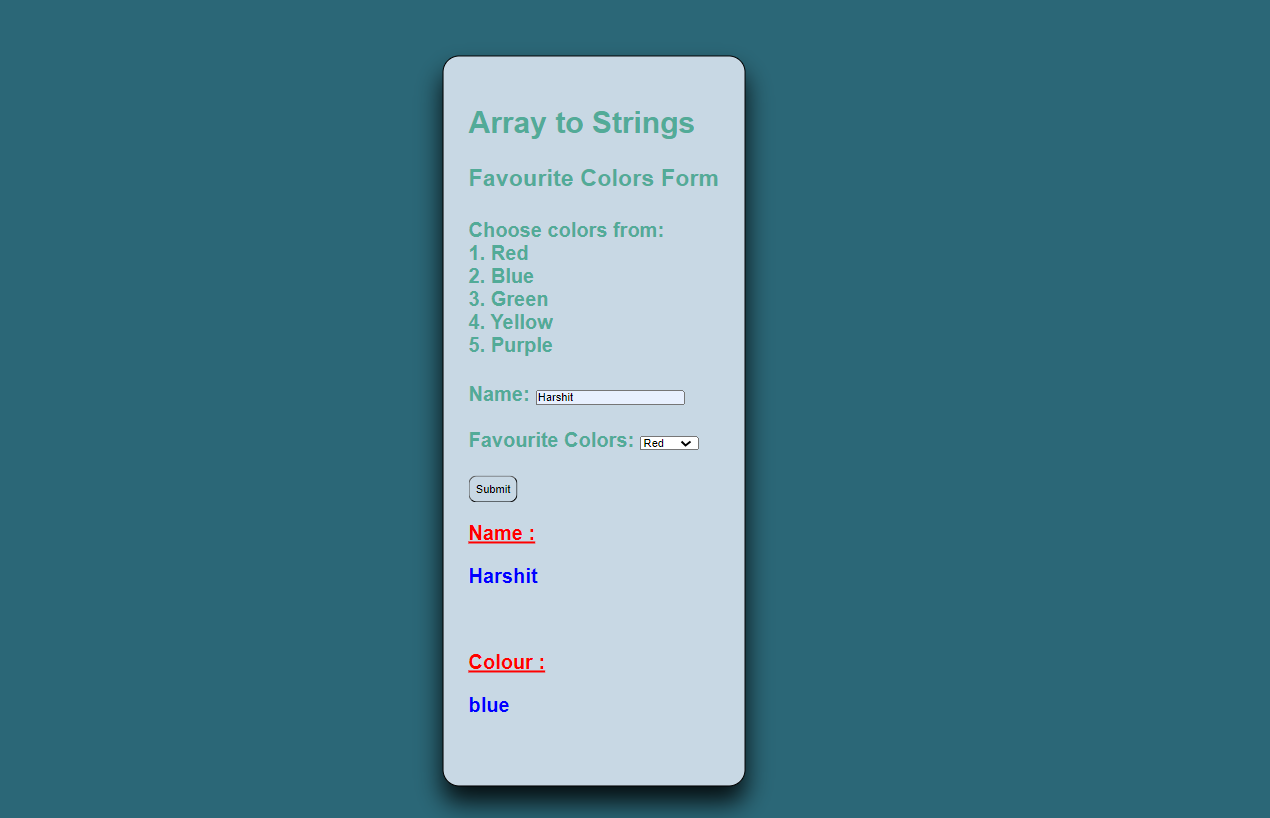 Array to Strings
Favourite Colors Form
Choose colors from:
1. Red
2. Blue
3. Green
4. Yellow
5. Purple
Name: Harshit
Favourite Colors: Red
Submit
Name :
Harshit
Colour :
blue